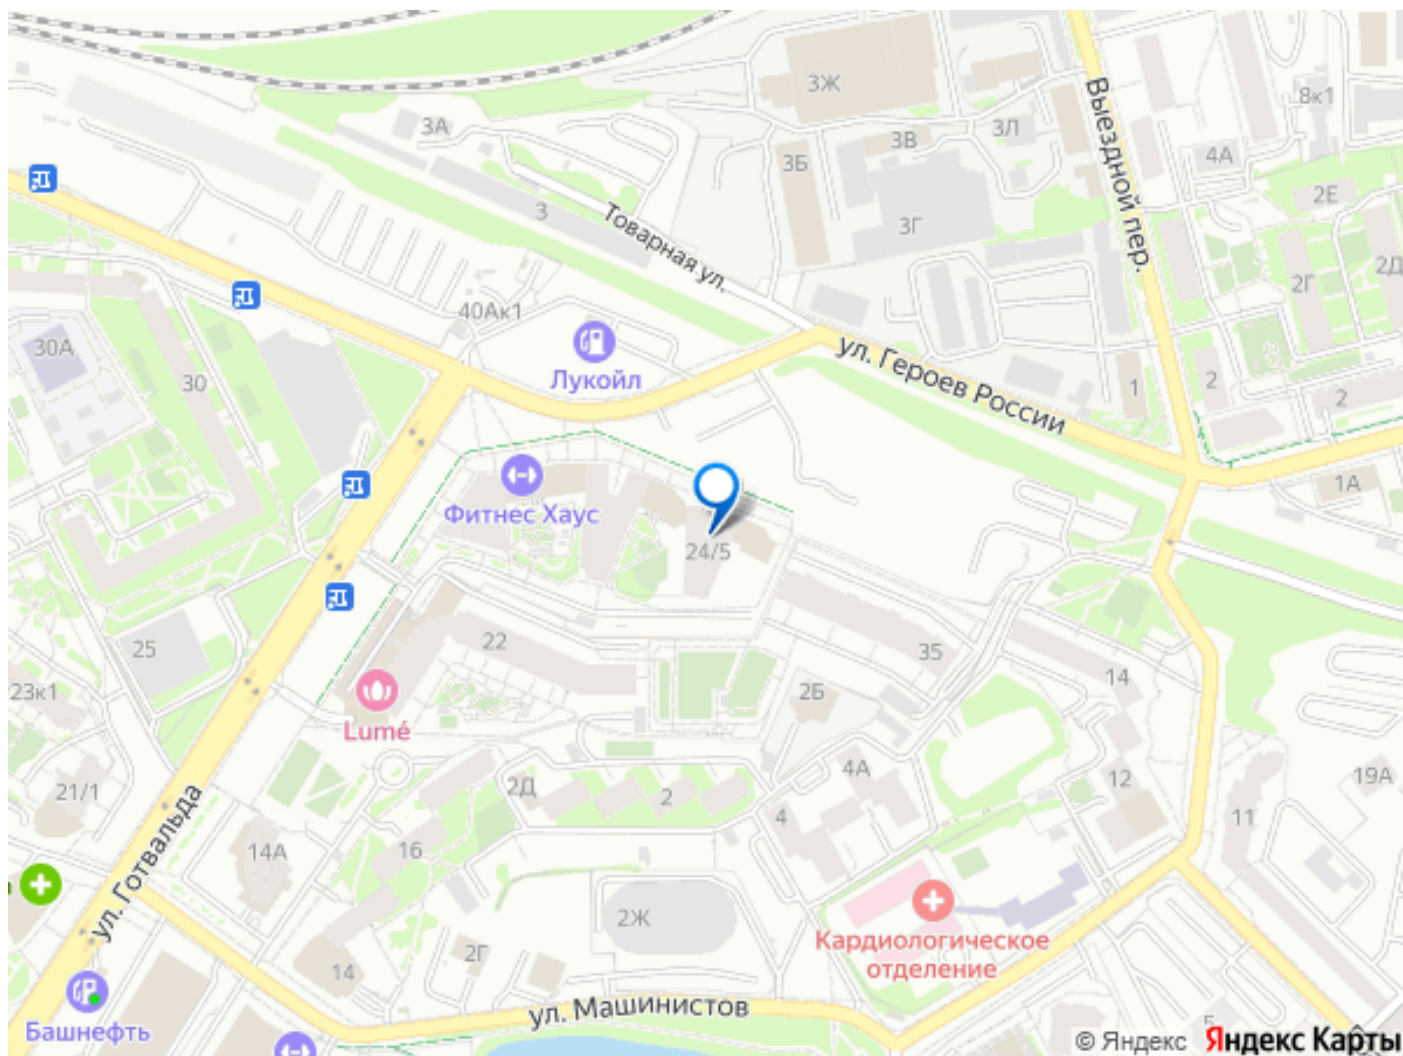 3Ж
Выездной пер.
8к1
3А
3В
3Л
3Б
4А
2Е
3
Товарная ул.
3Г
2Д
2Г
40Ак1
30А
30
Лукойл
ул. Героев России
1
2
2
Фитнес Хаус
1А
24/5
22
25
35
14
23к1
2Б
Lumé
4А
12
19А
21/1
2Д
2
4
11
ул. Готвальда
14А
16
2Ж
Кардиологическое
отделение
2Г
14
ул. Машинистов
Башнефть
5
© Яндекс Яндекс Карты